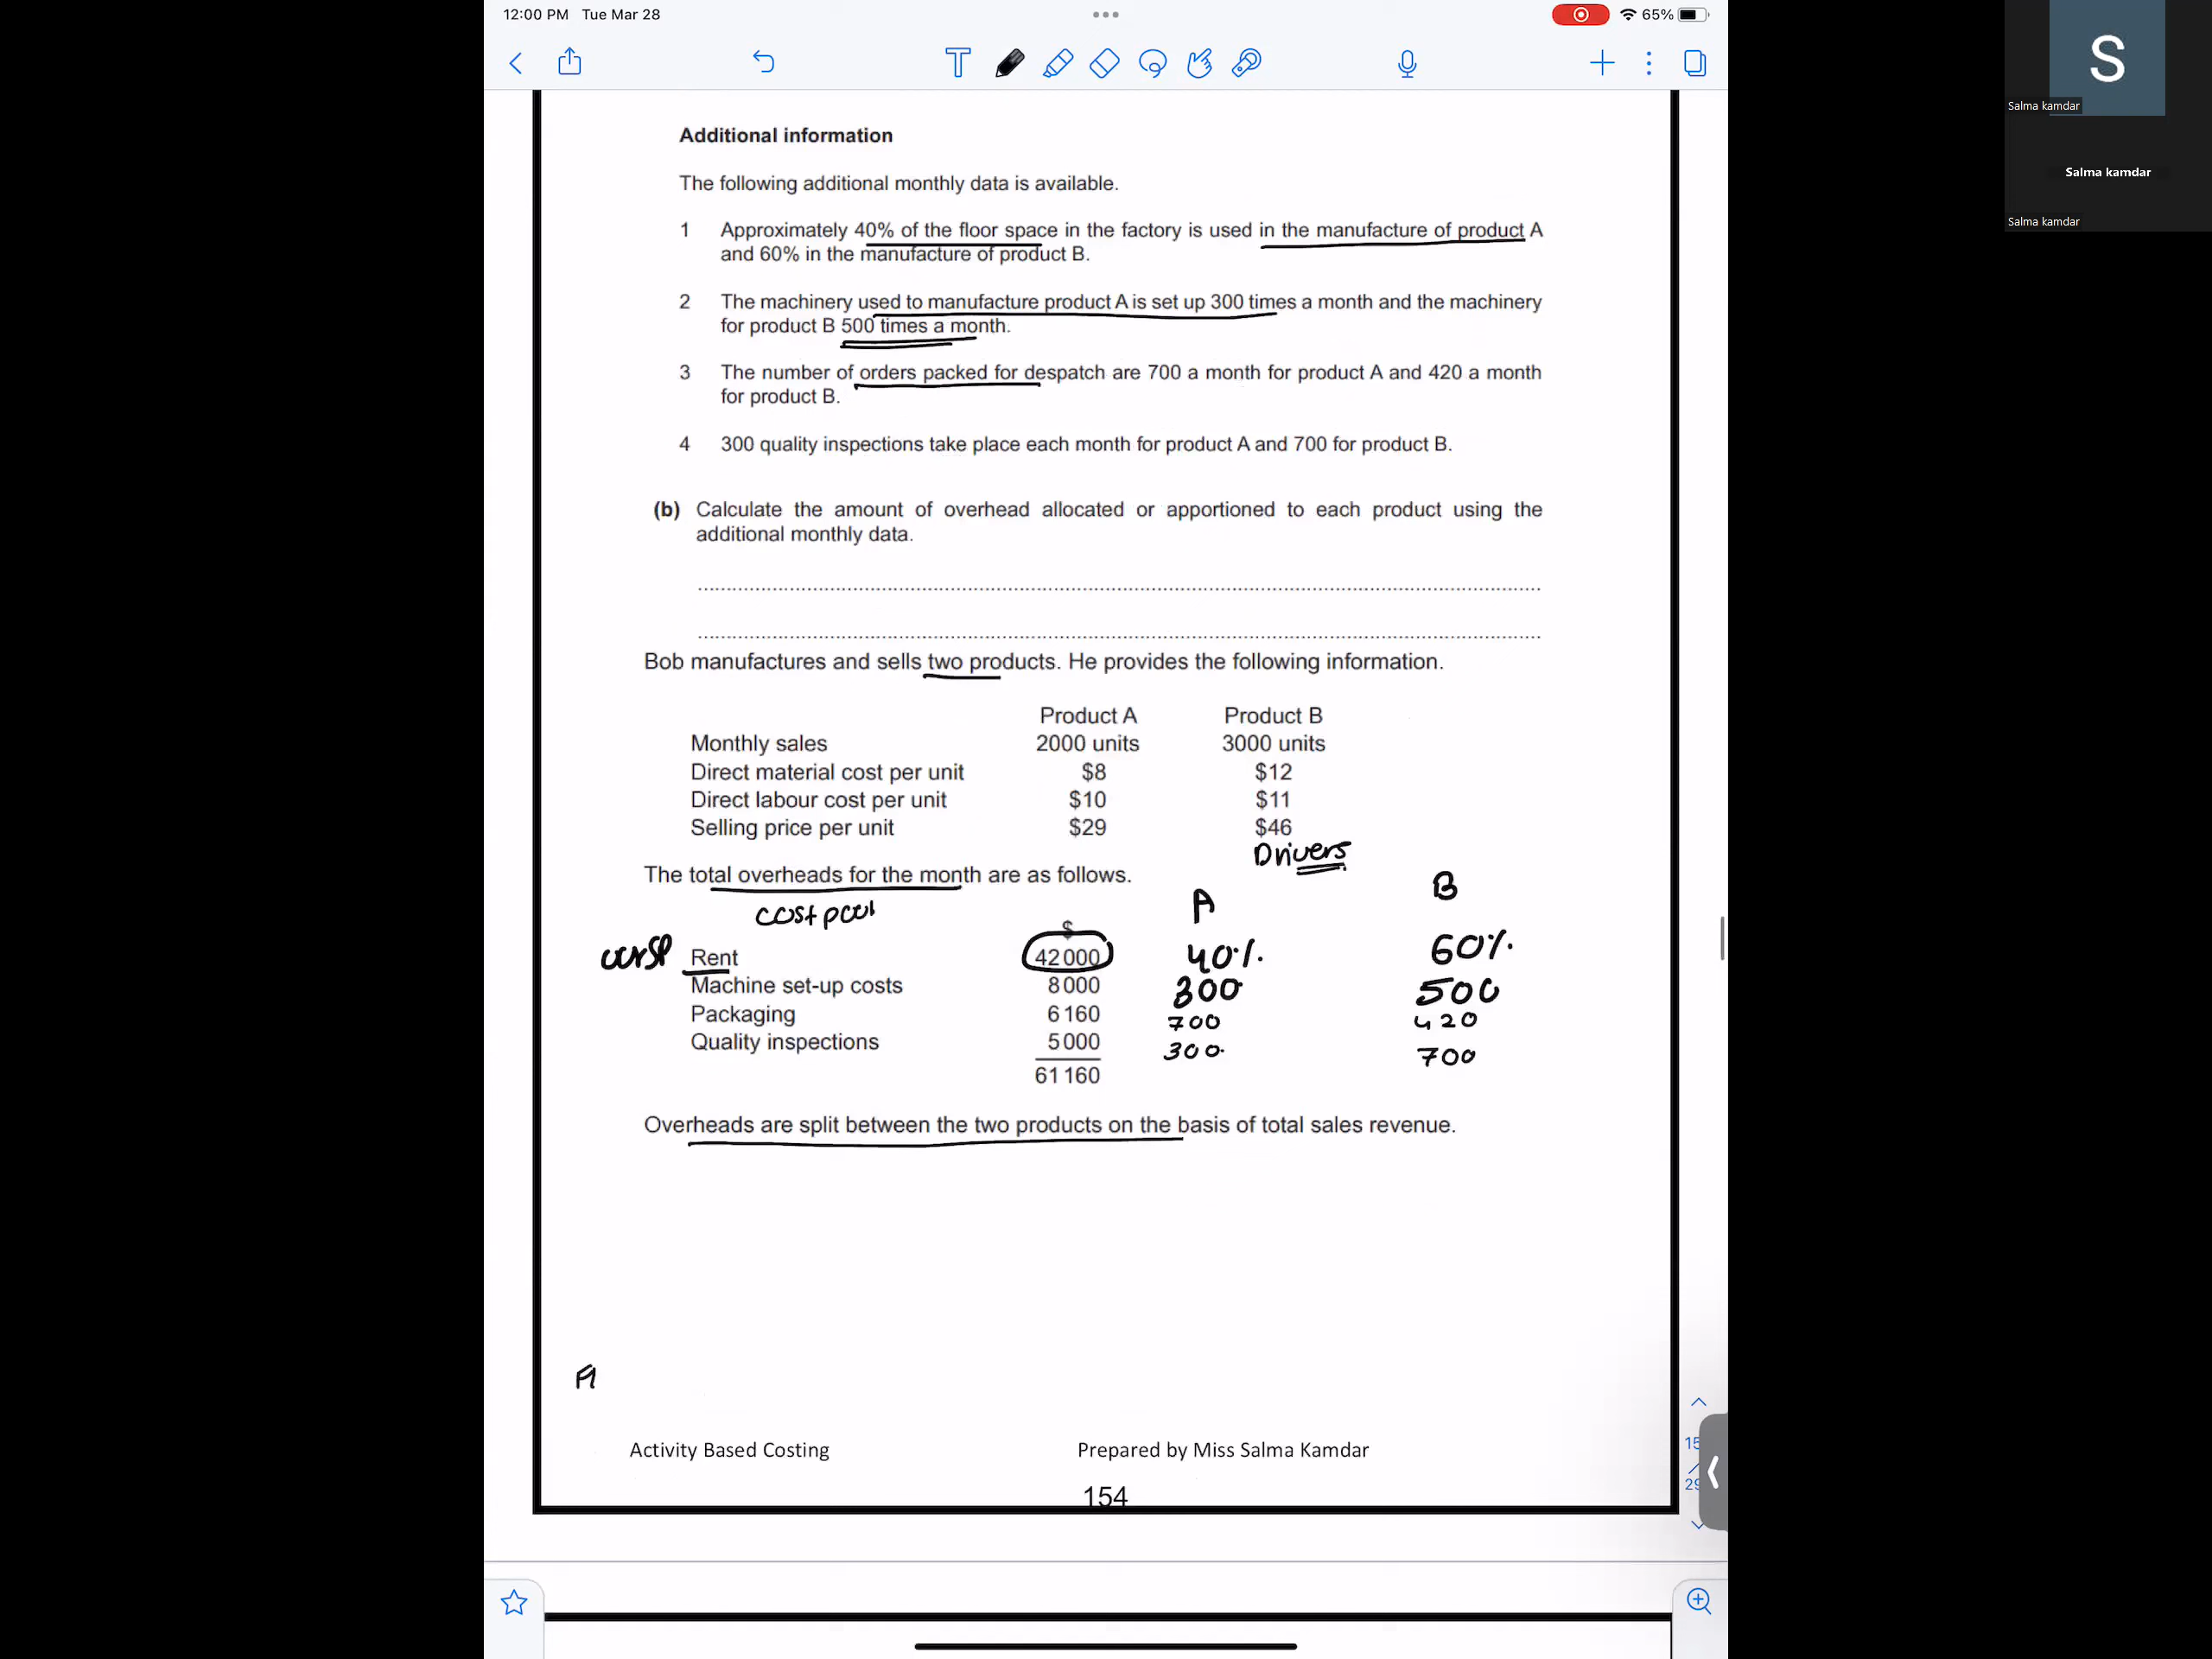 12:00 PM Tue Mar 28
65%
S
Salma kamdar
Salma kamdar
Salma kamdar
Additional information
The following additional monthly data is available.
1 Approximately 40% of the floor space in the factory is used in the manufacture of product A
and 60% in the manufacture of product B.
2 The machinery used to manufacture product A is set up 300 times a month and the machinery
for product B 500 times a month.
3 The number of orders packed for despatch are 700 a month for product A and 420 a month
for product B.
4 300 quality inspections take place each month for product A and 700 for product B.
(b) Calculate the amount of overhead allocated or apportioned to each product using the
additional monthly data.
Bob manufactures and sells two products. He provides the following information.
Product A Product B
Monthly sales 2000 units 3000 units
Direct material cost per unit $8 $12
Direct labour cost per unit $10 $11
Selling price per unit $29 $46
Drivers
The total overheads for the month are as follows.
cost pool A B
$
Rent 42 000 40% 60%
Machine set-up costs 8 000 300 500
Packaging 6 160 700 420
Quality inspections 5 000 300 700
61 160
Overheads are split between the two products on the basis of total sales revenue.
Activity Based Costing Prepared by Miss Salma Kamdar
154